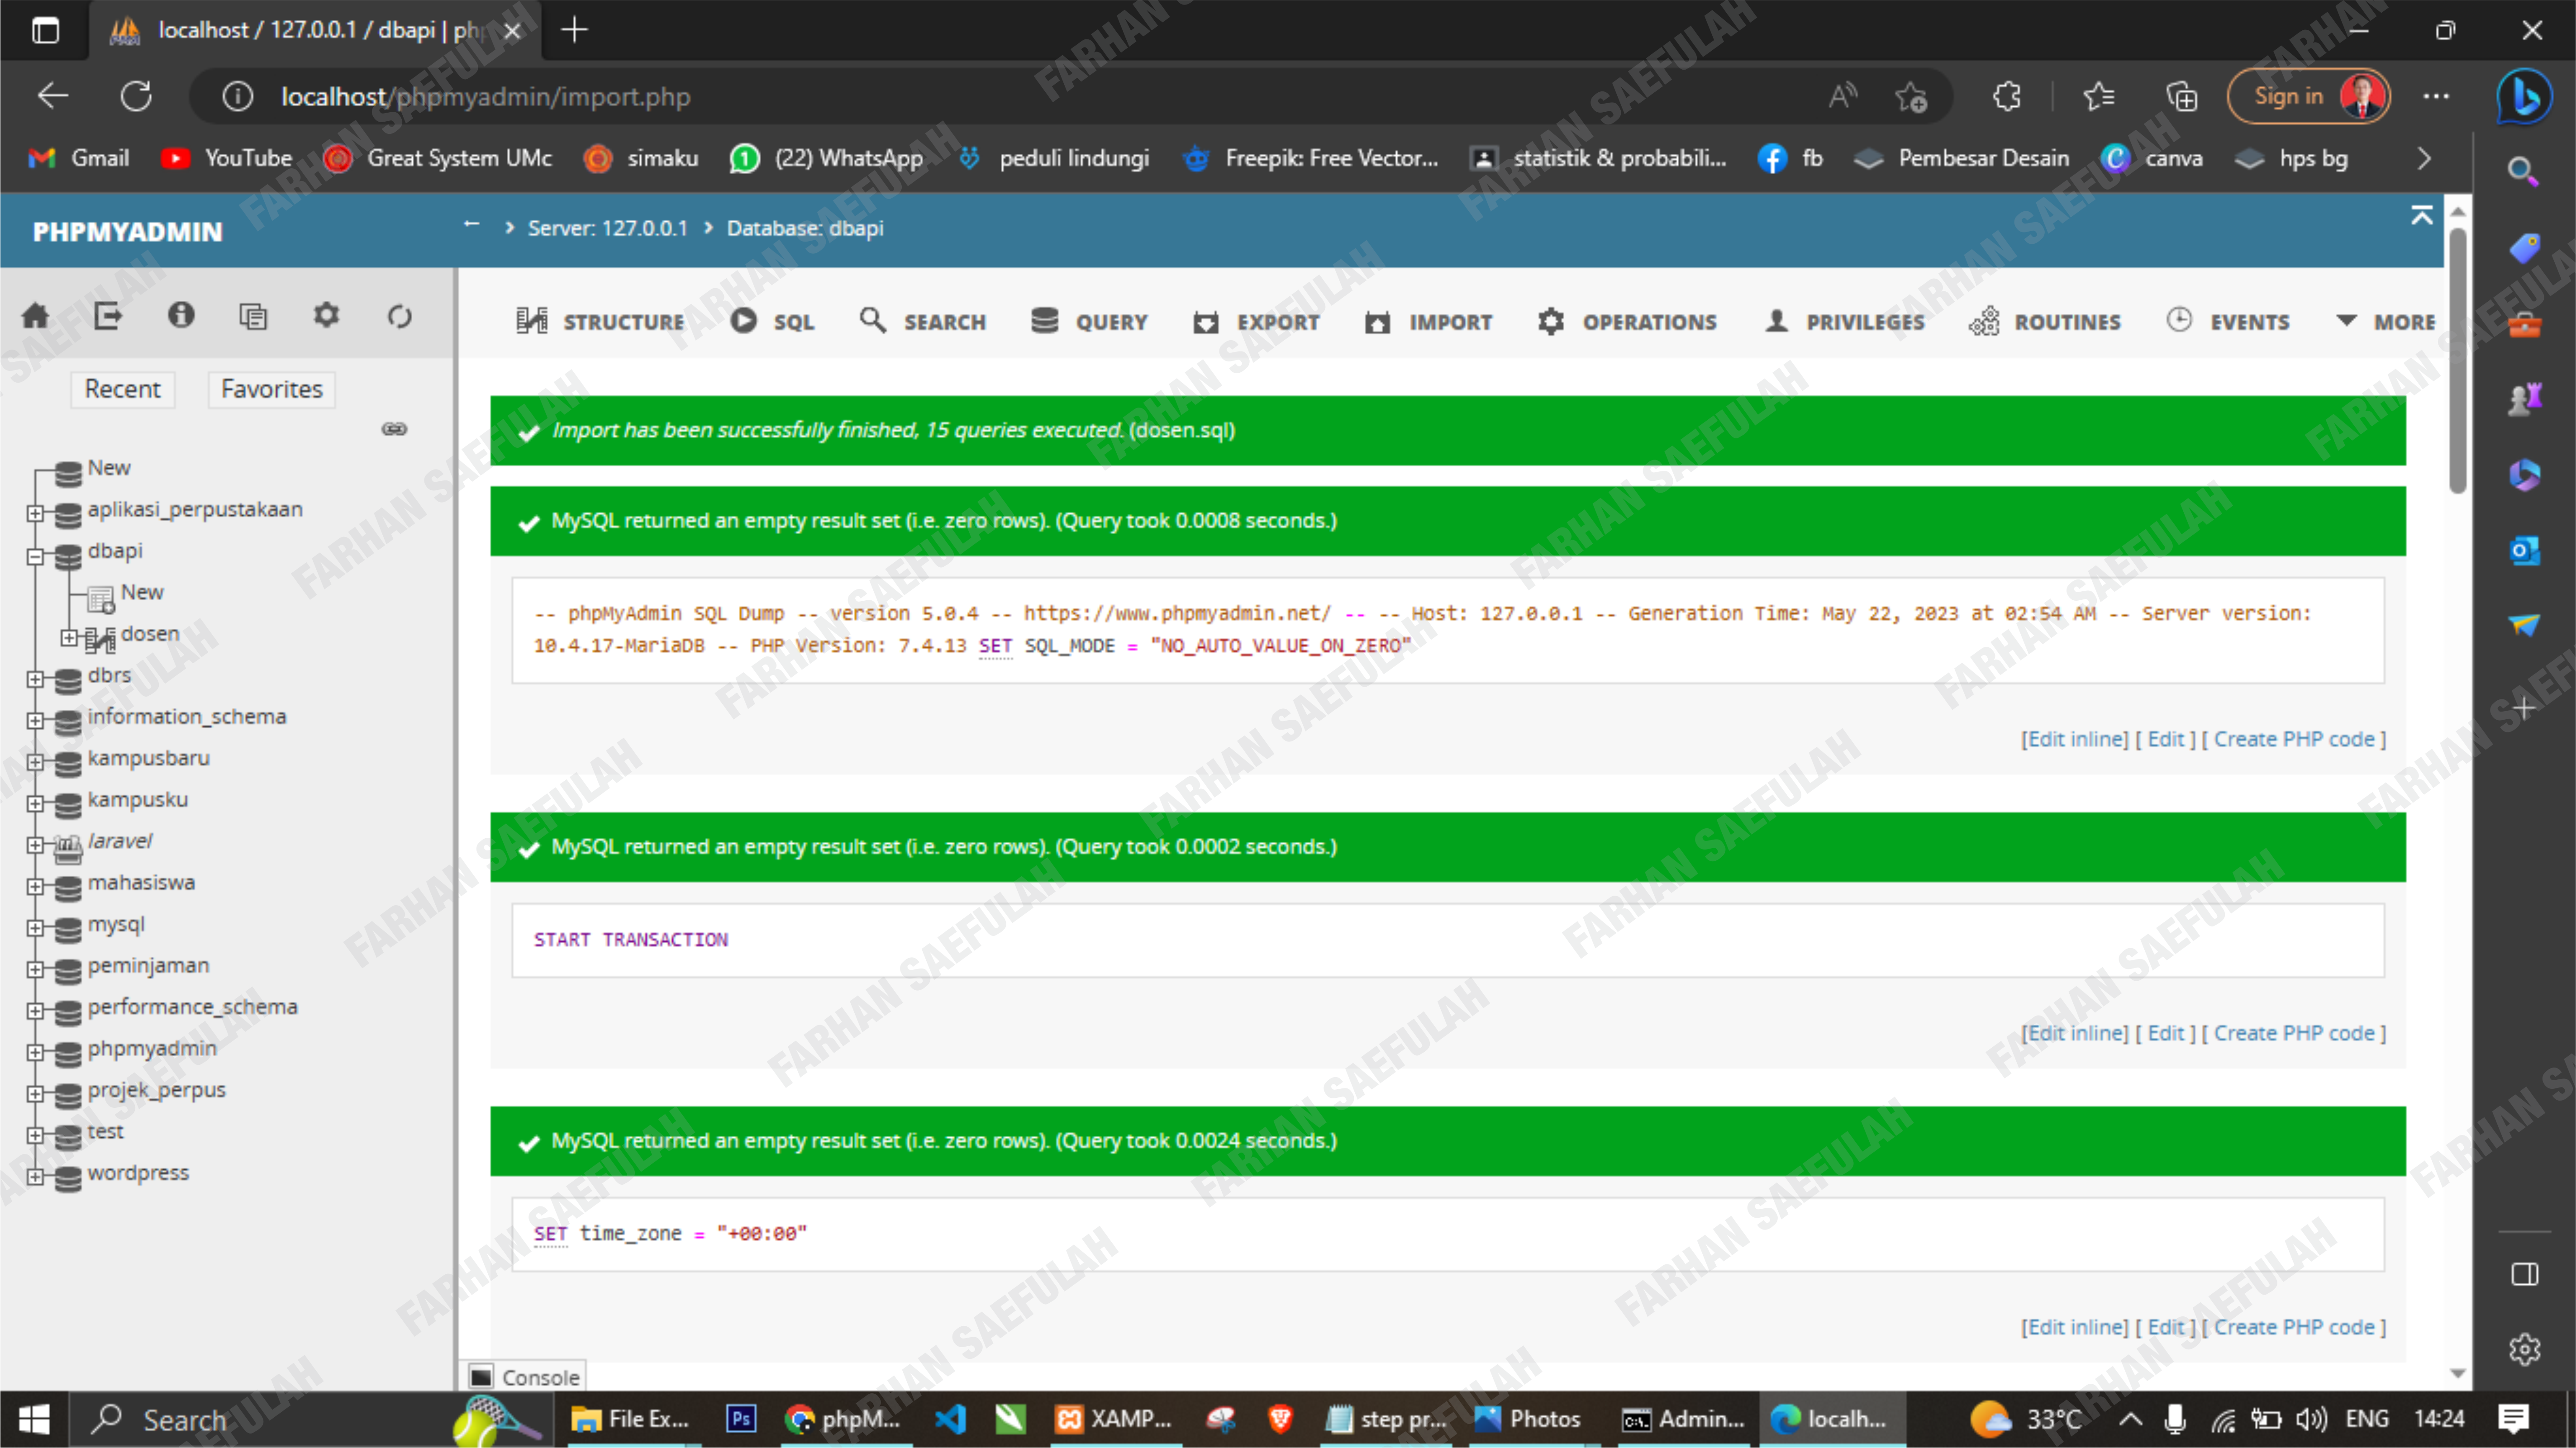 localhost / 127.0.0.1 / dbapi | ph
localhost/phpmyadmin/import.php
Sign in
Gmail YouTube Great System UMc simaku (22) WhatsApp peduli lindungi Freepik: Free Vector... statistik & probabili... fb Pembesar Desain canva hps bg
PHPMYADMIN
Server: 127.0.0.1 Database: dbapi
STRUCTURE SQL SEARCH QUERY EXPORT IMPORT OPERATIONS PRIVILEGES ROUTINES EVENTS MORE
Recent Favorites
New
aplikasi_perpustakaan
dbapi
New
dosen
dbrs
information_schema
kampusbaru
kampusku
laravel
mahasiswa
mysql
peminjaman
performance_schema
phpmyadmin
projek_perpus
test
wordpress
Import has been successfully finished, 15 queries executed. (dosen.sql)
MySQL returned an empty result set (i.e. zero rows). (Query took 0.0008 seconds.)
-- phpMyAdmin SQL Dump -- version 5.0.4 -- https://www.phpmyadmin.net/ -- -- Host: 127.0.0.1 -- Generation Time: May 22, 2023 at 02:54 AM -- Server version:
10.4.17-MariaDB -- PHP Version: 7.4.13 SET SQL_MODE = "NO_AUTO_VALUE_ON_ZERO"
[Edit inline] [ Edit ] [ Create PHP code ]
MySQL returned an empty result set (i.e. zero rows). (Query took 0.0002 seconds.)
START TRANSACTION
[Edit inline] [ Edit ] [ Create PHP code ]
MySQL returned an empty result set (i.e. zero rows). (Query took 0.0024 seconds.)
SET time_zone = "+00:00"
[Edit inline] [ Edit ] [ Create PHP code ]
Console
Search File Ex... Ps phpM... XAMP... step pr... Photos Admin... localh... 33°C ENG 14:24
FARHAN SAEFULAH